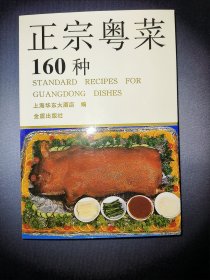 正宗粤菜
160种
STANDARD RECIPES FOR
GUANGDONG DISHES
上海华亭大酒店 编
金盾出版社